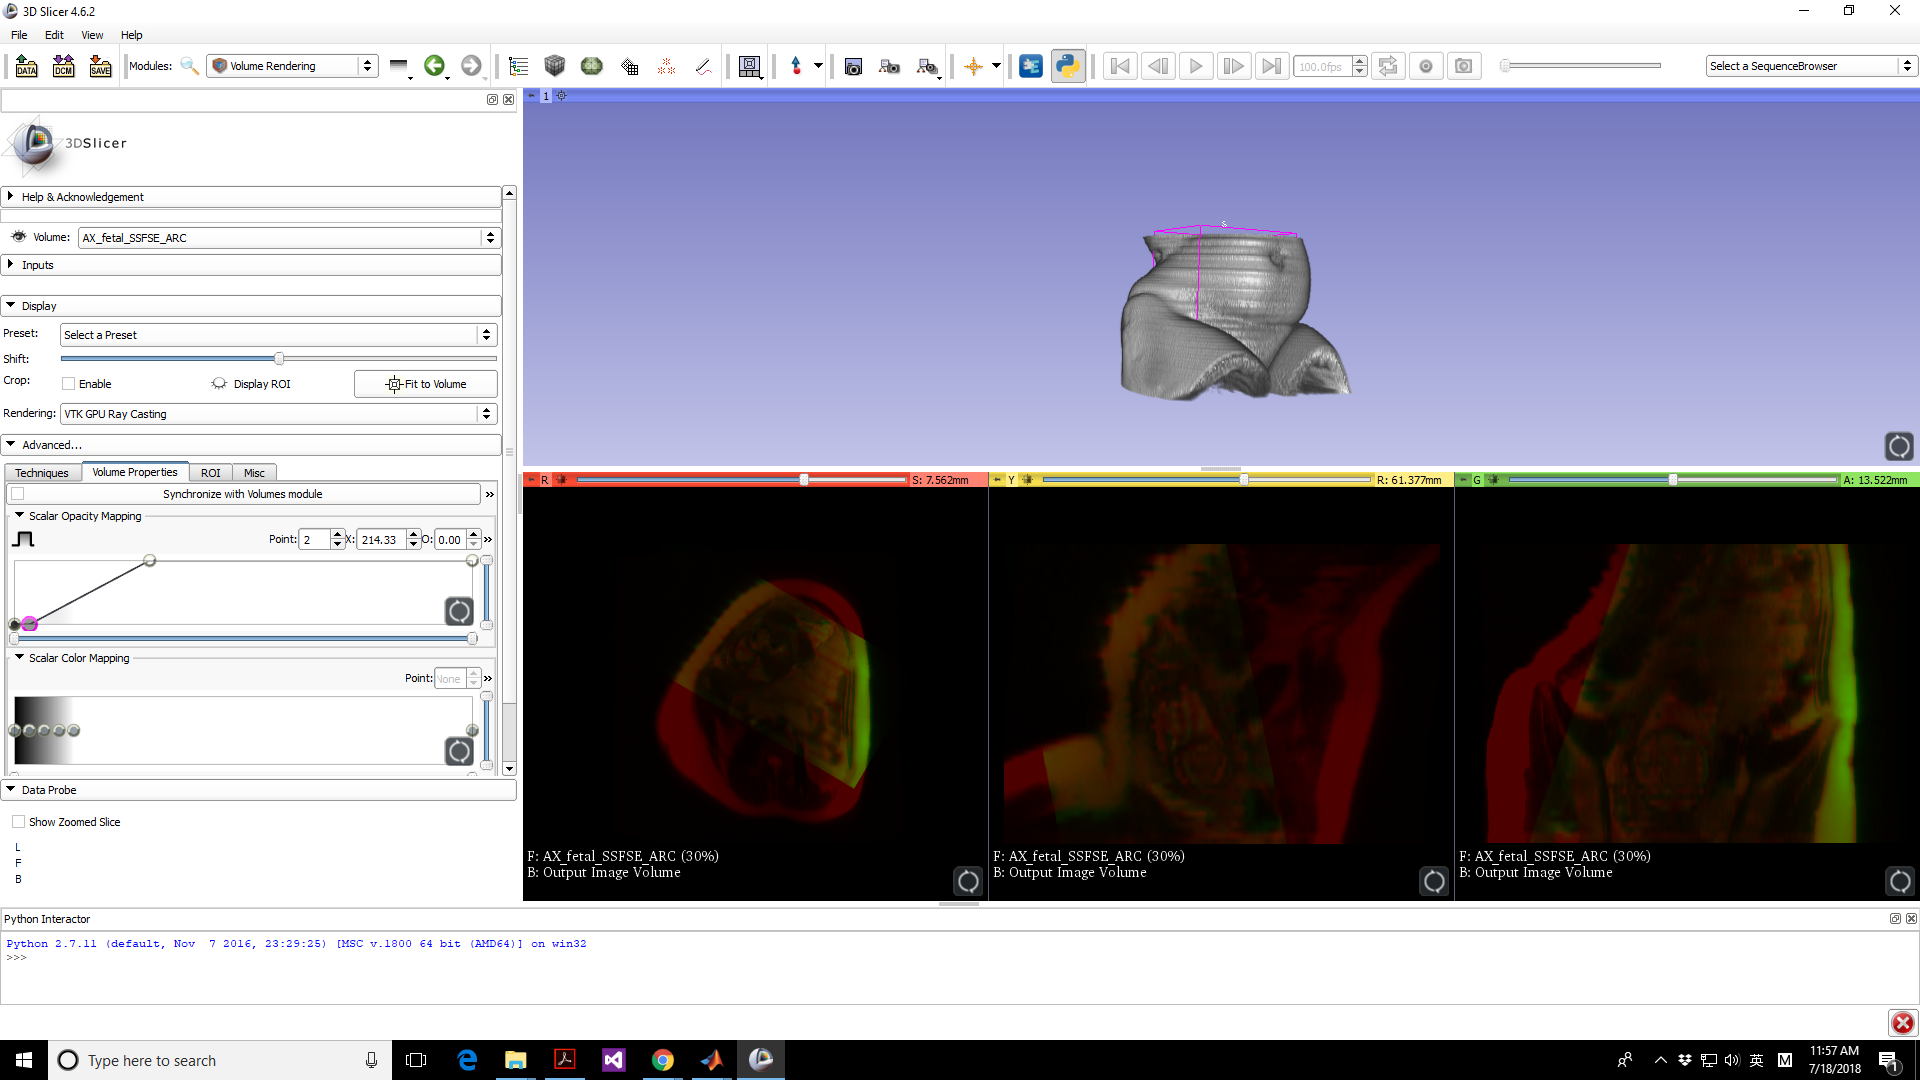 3D Slicer 4.6.2
File Edit View Help
DATA DCM SAVE Modules: Volume Rendering 100.0fps Select a SequenceBrowser
1
3DSlicer
Help & Acknowledgement
Volume: AX_fetal_SSFSE_ARC
Inputs
Display
Preset: Select a Preset
Shift:
Crop: Enable Display ROI Fit to Volume
Rendering: VTK GPU Ray Casting
Advanced...
Techniques Volume Properties ROI Misc
Synchronize with Volumes module »
Scalar Opacity Mapping
Point: 2 X: 214.33 O: 0.00 »
Scalar Color Mapping
Point: None »
Data Probe
Show Zoomed Slice
L
F
B
S
R S: 7.562mm
F: AX_fetal_SSFSE_ARC (30%)
B: Output Image Volume
Y R: 61.377mm
F: AX_fetal_SSFSE_ARC (30%)
B: Output Image Volume
G A: 13.522mm
F: AX_fetal_SSFSE_ARC (30%)
B: Output Image Volume
Python Interactor
Python 2.7.11 (default, Nov  7 2016, 23:29:25) [MSC v.1800 64 bit (AMD64)] on win32
>>>
Type here to search
英 M
11:57 AM
7/18/2018
1